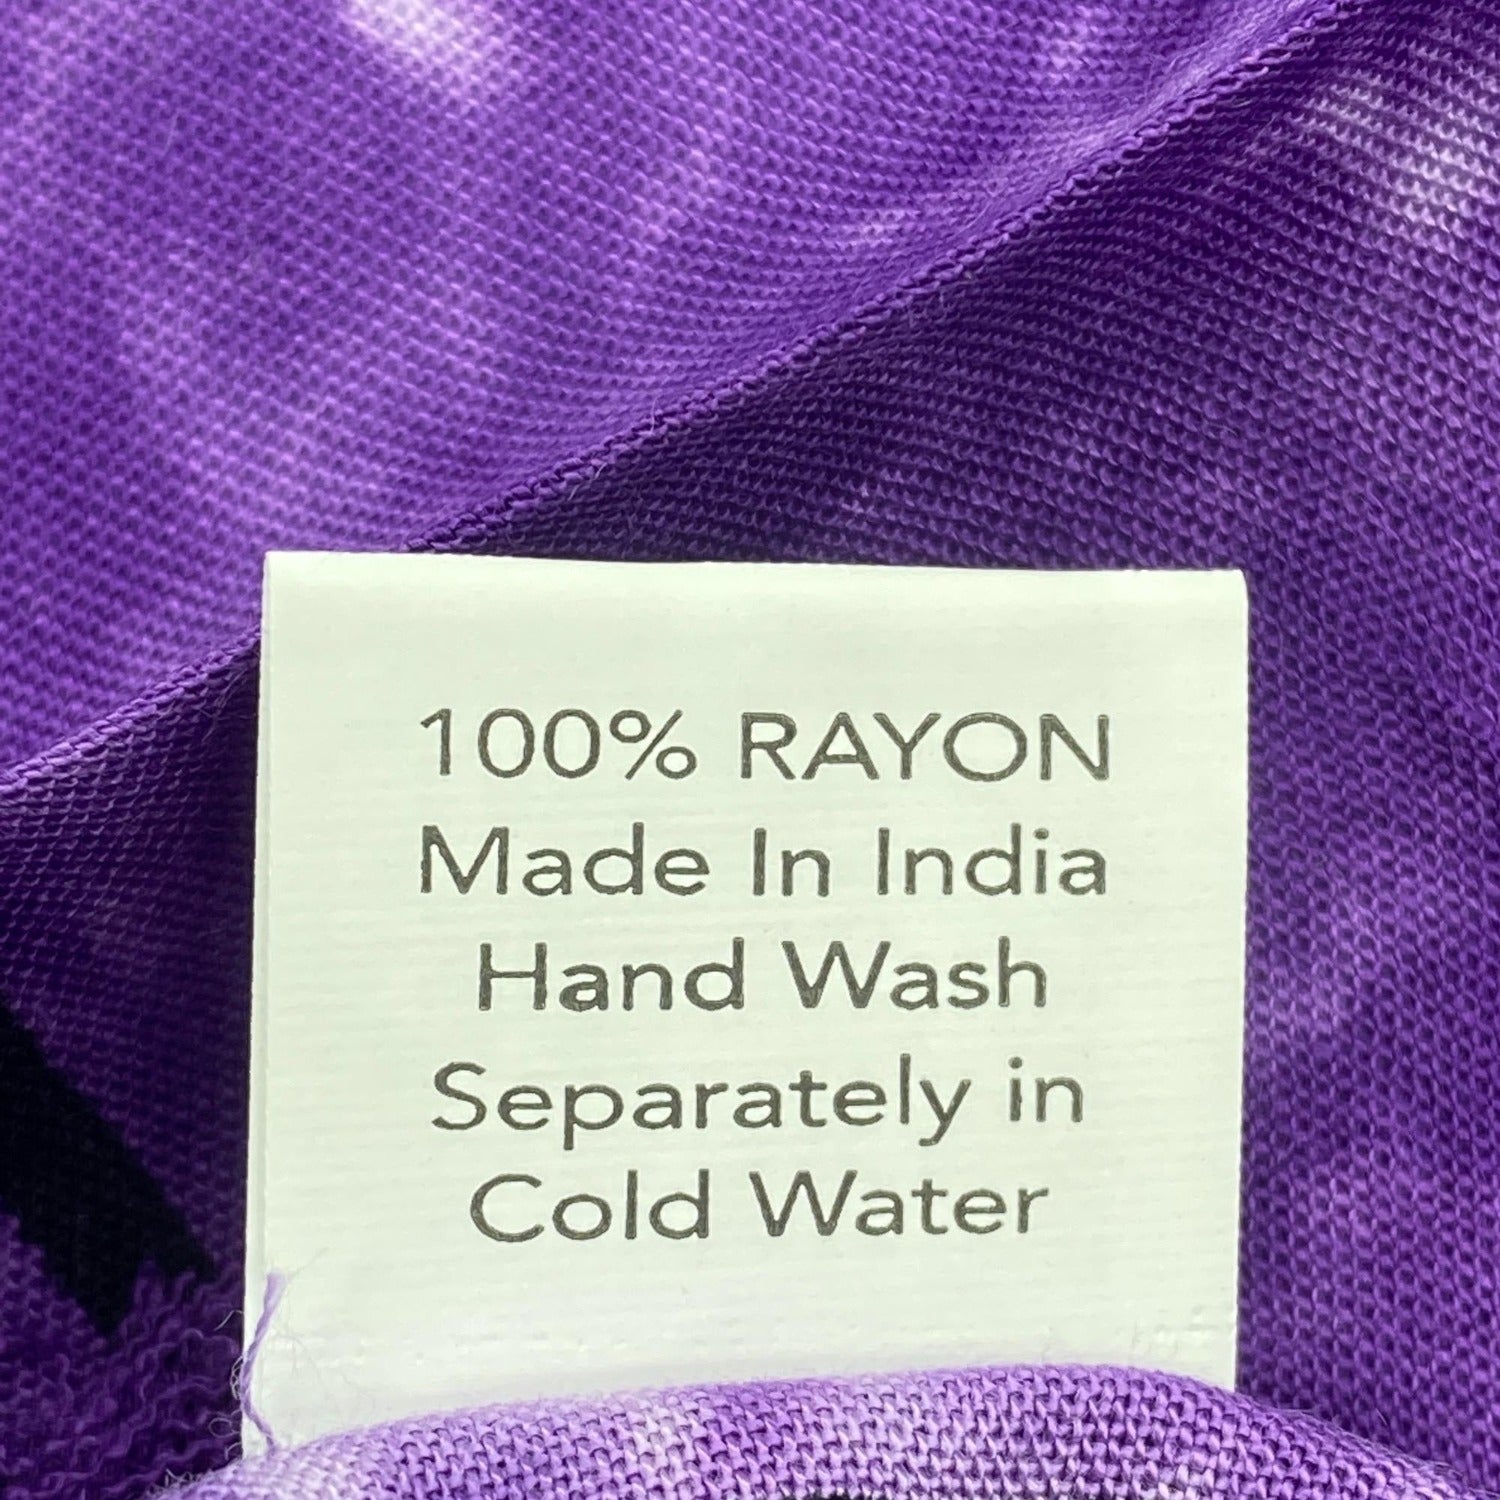 100% RAYON
Made In India
Hand Wash
Separately in
Cold Water